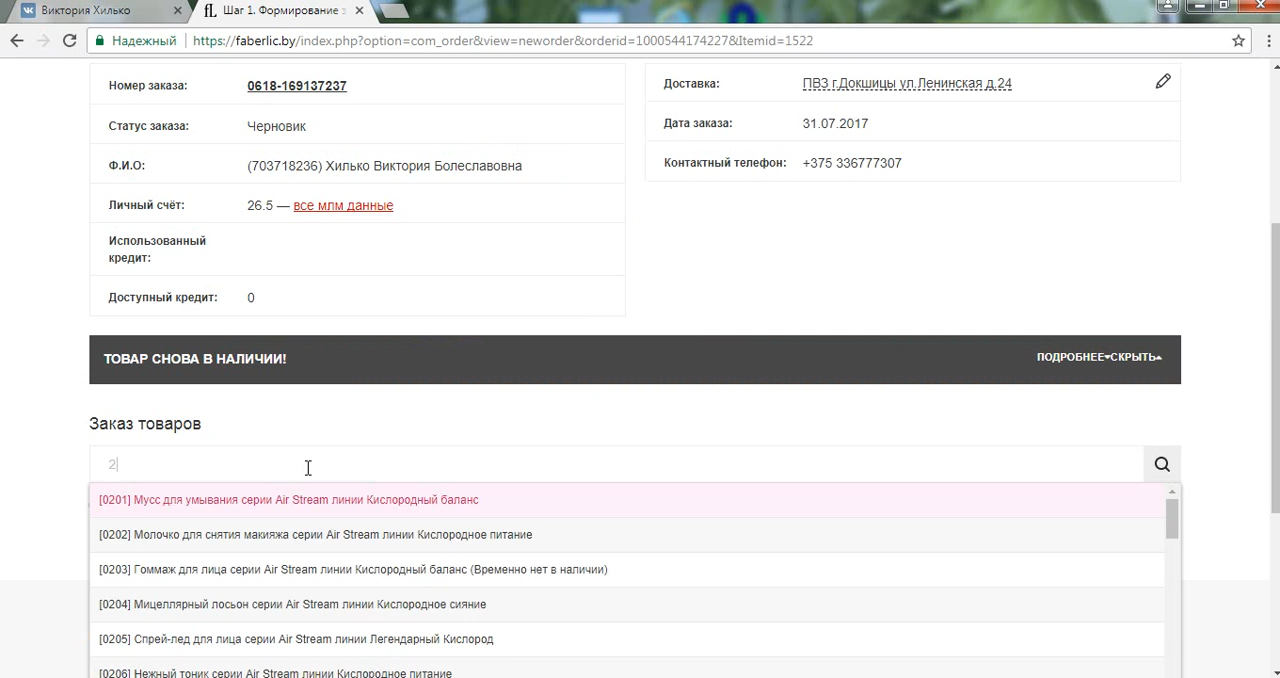 Виктория Хилько
Шаг 1. Формирование з
Надежный
https://faberlic.by/index.php?option=com_order&view=neworder&orderid=1000544174227&Itemid=1522
Номер заказа: 0618-169137237
Статус заказа: Черновик
Ф.И.О: (703718236) Хилько Виктория Болеславовна
Личный счёт: 26.5 — все млм данные
Использованный
кредит:
Доступный кредит: 0
Доставка: ПВЗ г.Докшицы ул.Ленинская д.24
Дата заказа: 31.07.2017
Контактный телефон: +375 336777307
ТОВАР СНОВА В НАЛИЧИИ!
ПОДРОБНЕЕ СКРЫТЬ
Заказ товаров
2
[0201] Мусс для умывания серии Air Stream линии Кислородный баланс
[0202] Молочко для снятия макияжа серии Air Stream линии Кислородное питание
[0203] Гоммаж для лица серии Air Stream линии Кислородный баланс (Временно нет в наличии)
[0204] Мицеллярный лосьон серии Air Stream линии Кислородное сияние
[0205] Спрей-лед для лица серии Air Stream линии Легендарный Кислород
[0206] Нежный тоник серии Air Stream линии Кислородное питание